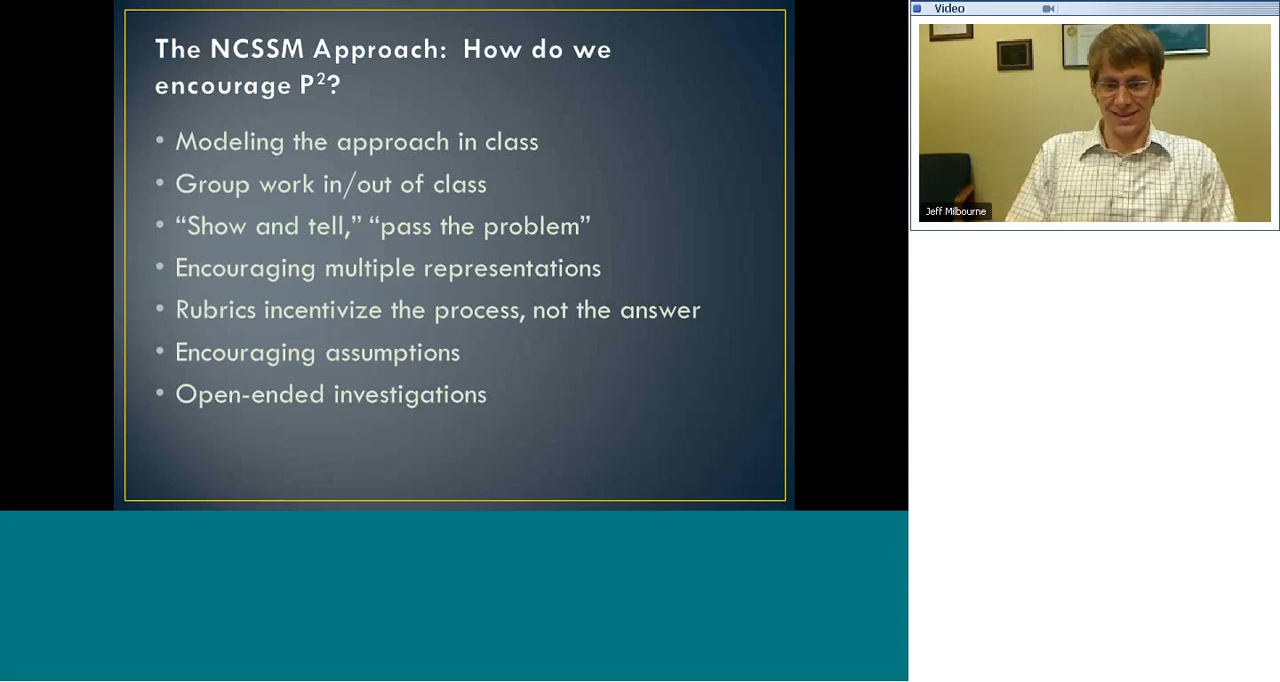 The NCSSM Approach:  How do we
encourage P²?
• Modeling the approach in class
• Group work in/out of class
• “Show and tell,” “pass the problem”
• Encouraging multiple representations
• Rubrics incentivize the process, not the answer
• Encouraging assumptions
• Open-ended investigations
Video
Jeff Milbourne